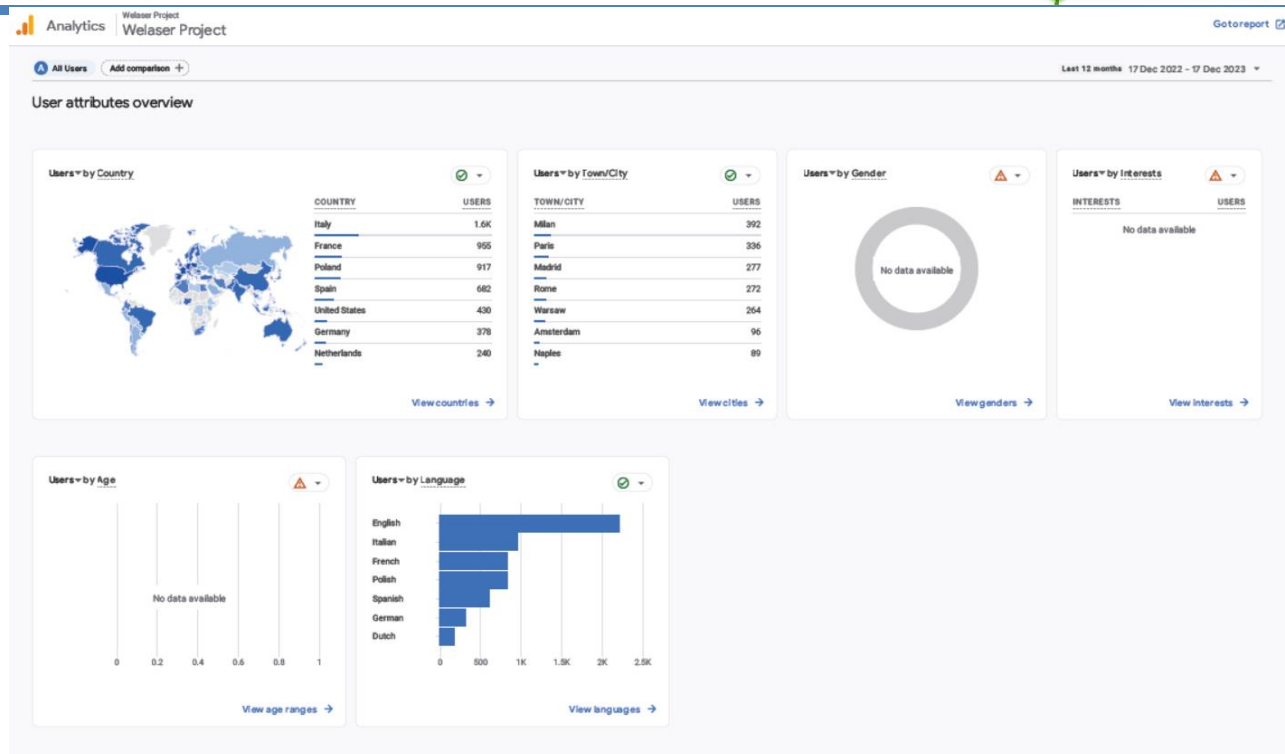 Analytics
Welaser Project
Welaser Project
Go to report
A All Users
Add comparison +
Last 12 months 17 Dec 2022 - 17 Dec 2023
User attributes overview
Users by Country
COUNTRY USERS
Italy 1.6K
France 955
Poland 917
Spain 682
United States 430
Germany 378
Netherlands 240
View countries →
Users by Town/City
TOWN/CITY USERS
Milan 392
Paris 336
Madrid 277
Rome 272
Warsaw 264
Amsterdam 96
Naples 89
View cities →
Users by Gender
No data available
View genders →
Users by Interests
INTERESTS USERS
No data available
View interests →
Users by Age
No data available
0 0.2 0.4 0.6 0.8 1
View age ranges →
Users by Language
English
Italian
French
Polish
Spanish
German
Dutch
0 500 1K 1.5K 2K 2.5K
View languages →